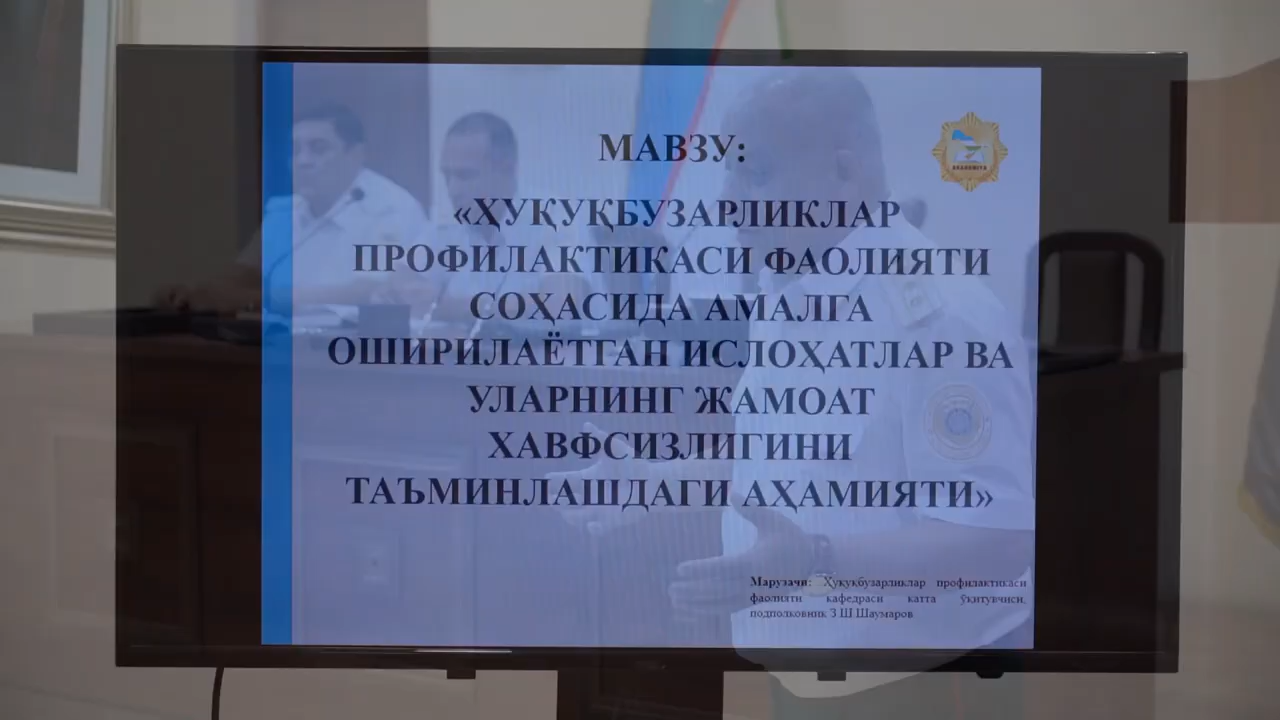 МАВЗУ:
«ҲУҚУҚБУЗАРЛИКЛАР
ПРОФИЛАКТИКАСИ ФАОЛИЯТИ
СОҲАСИДА АМАЛГА
ОШИРИЛАЁТГАН ИСЛОҲАТЛАР ВА
УЛАРНИНГ ЖАМОАТ
ХАВФСИЗЛИГИНИ
ТАЪМИНЛАШДАГИ АҲАМИЯТИ»
Марузачи: Ҳуқуқбузарликлар профилактикаси
фаолияти кафедраси катта ўқитувчиси,
подполковник З Ш Шаумаров